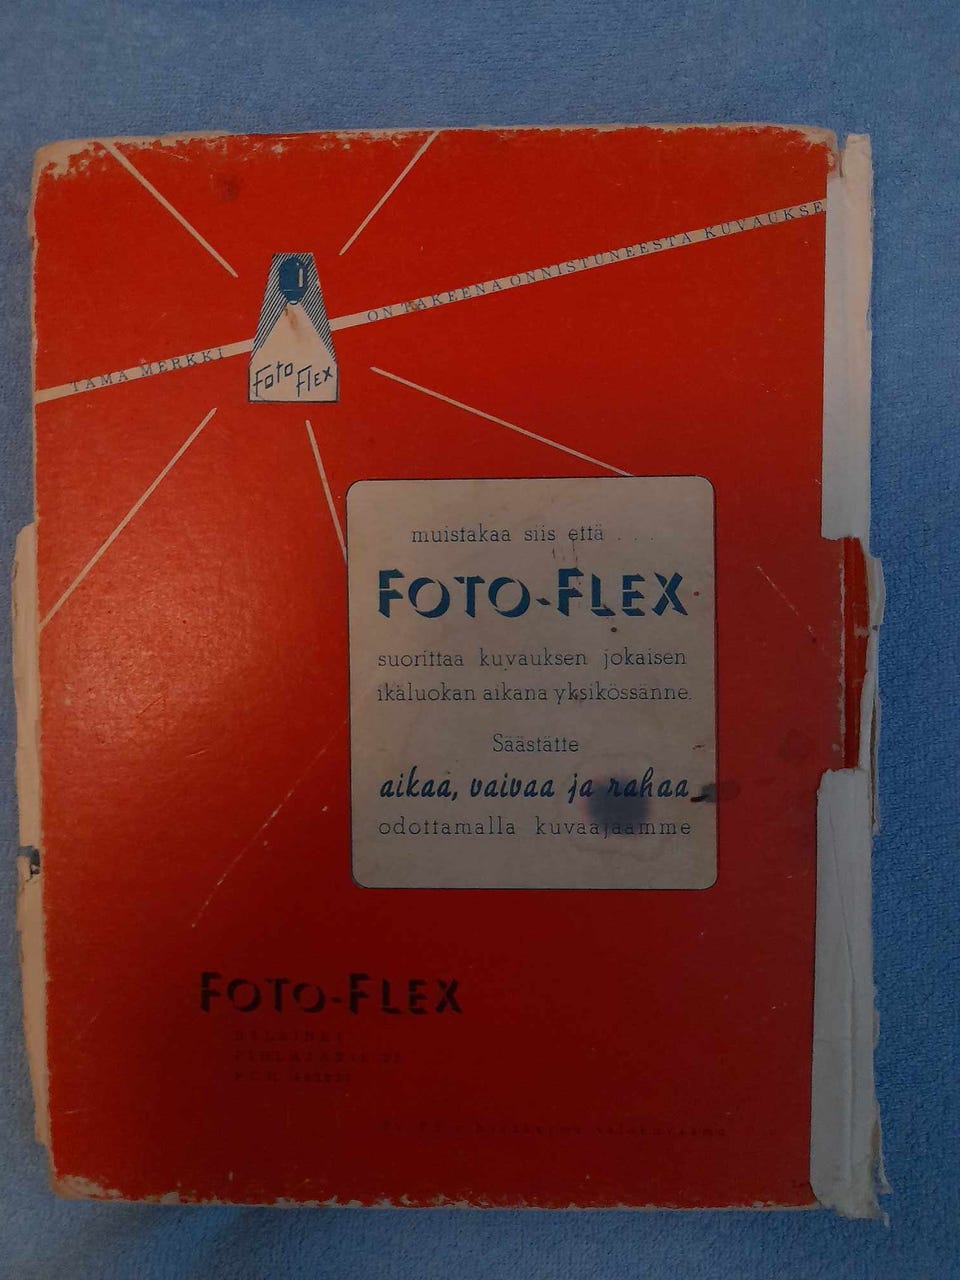 TÄMÄ MERKKI
ON TAKEENA ONNISTUNEESTA KUVAUKSE
Foto Flex
muistakaa siis että . . .
FOTO-FLEX
suorittaa kuvauksen jokaisen
ikäluokan aikana yksikössänne.
Säästätte
aikaa, vaivaa ja rahaa
odottamalla kuvaajaamme
FOTO-FLEX
HELSINKI